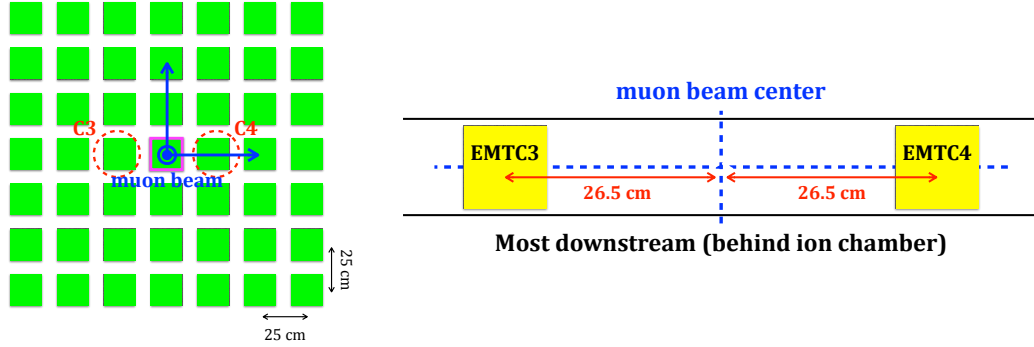 C3
C4
muon beam
25 cm
25 cm
muon beam center
EMTC3
EMTC4
26.5 cm
26.5 cm
Most downstream (behind ion chamber)